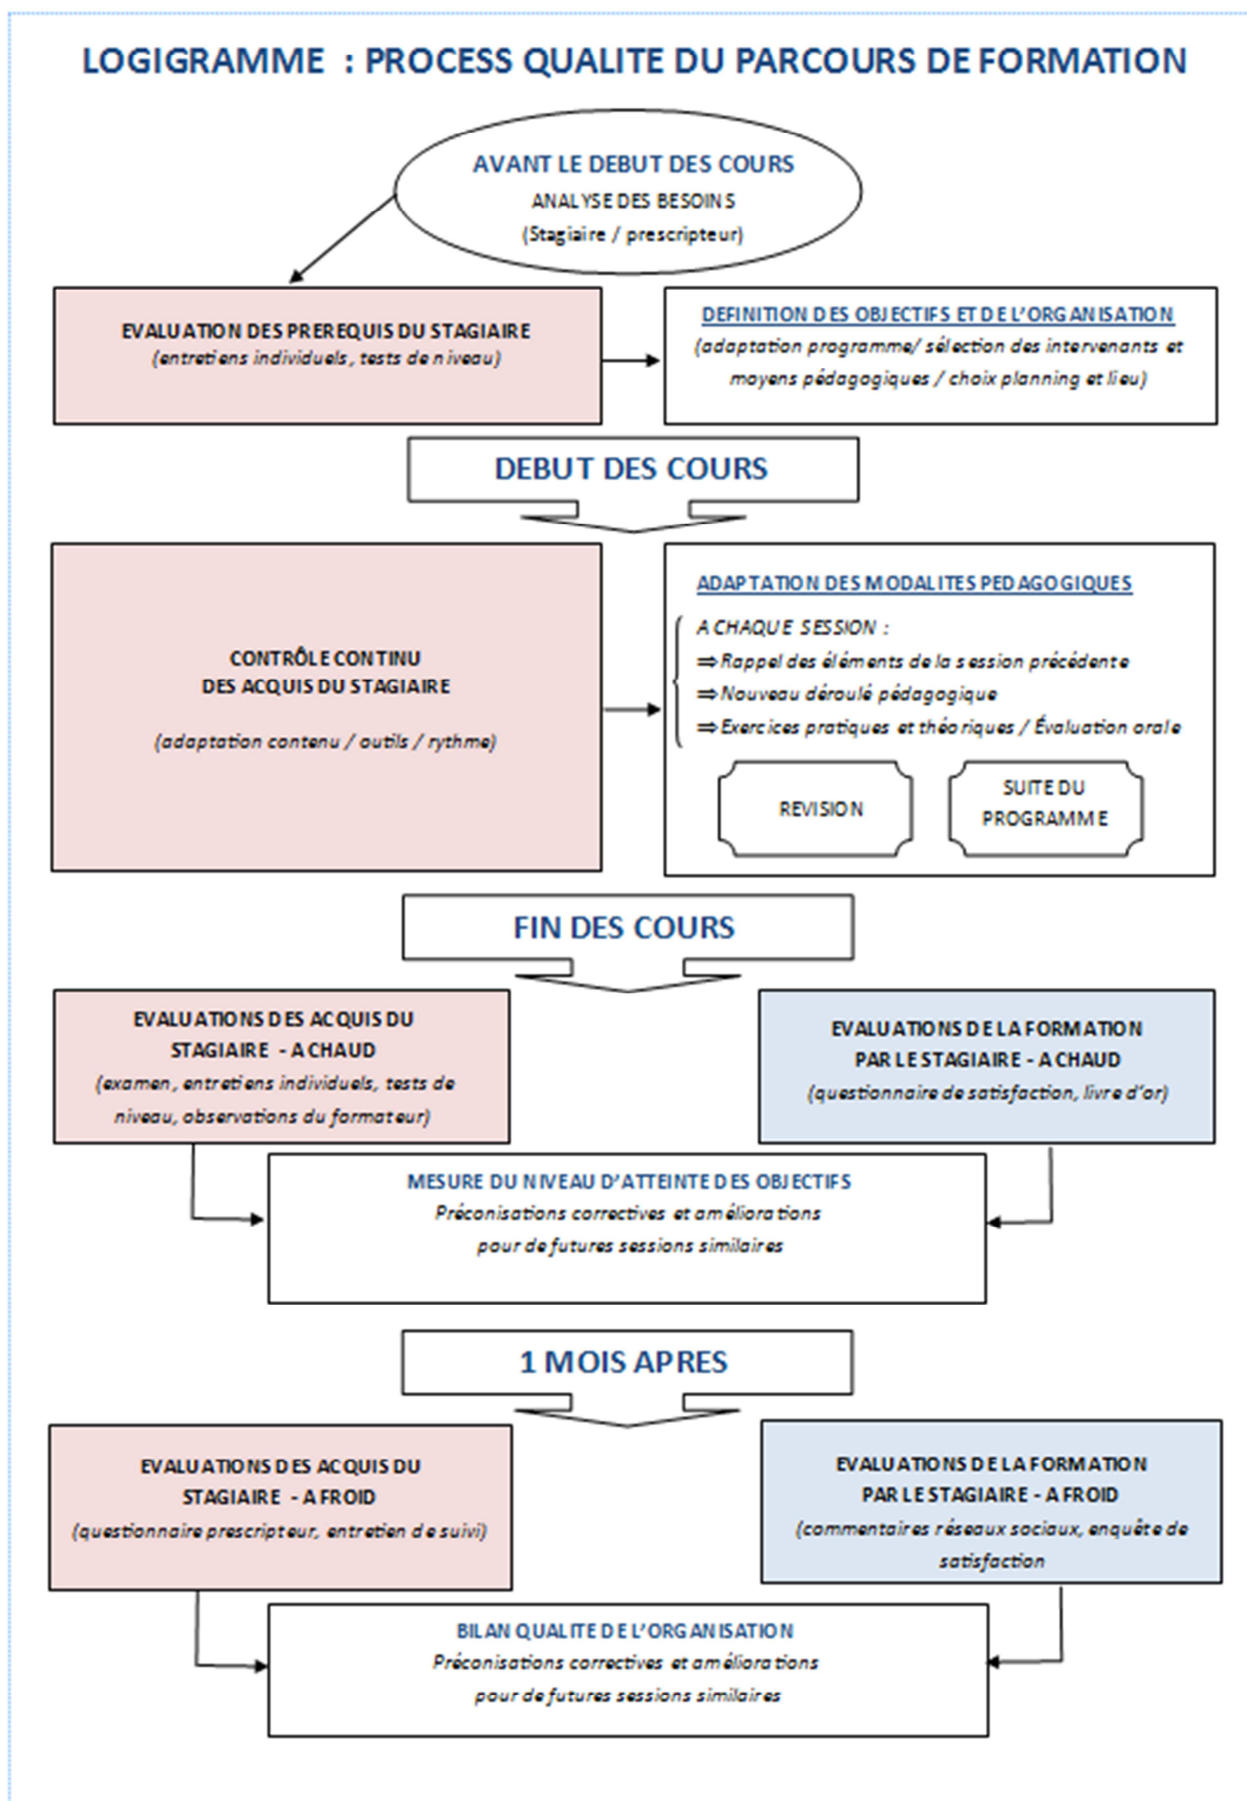 LOGIGRAMME : PROCESS QUALITE DU PARCOURS DE FORMATION
AVANT LE DEBUT DES COURS
ANALYSE DES BESOINS
(Stagiaire / prescripteur)
EVALUATION DES PREREQUIS DU STAGIAIRE
(entretiens individuels, tests de niveau)
DEFINITION DES OBJECTIFS ET DE L'ORGANISATION
(adaptation programme/ sélection des intervenants et
moyens pédagogiques / choix planning et lieu)
DEBUT DES COURS
CONTRÔLE CONTINU
DES ACQUIS DU STAGIAIRE
(adaptation contenu / outils / rythme)
ADAPTATION DES MODALITES PEDAGOGIQUES
A CHAQUE SESSION :
⇒ Rappel des éléments de la session précédente
⇒ Nouveau déroulé pédagogique
⇒ Exercices pratiques et théoriques / Évaluation orale
REVISION
SUITE DU
PROGRAMME
FIN DES COURS
EVALUATIONS DES ACQUIS DU
STAGIAIRE - A CHAUD
(examen, entretiens individuels, tests de
niveau, observations du formateur)
EVALUATIONS DE LA FORMATION
PAR LE STAGIAIRE - A CHAUD
(questionnaire de satisfaction, livre d'or)
MESURE DU NIVEAU D'ATTEINTE DES OBJECTIFS
Préconisations correctives et améliorations
pour de futures sessions similaires
1 MOIS APRES
EVALUATIONS DES ACQUIS DU
STAGIAIRE - A FROID
(questionnaire prescripteur, entretien de suivi)
EVALUATIONS DE LA FORMATION
PAR LE STAGIAIRE - A FROID
(commentaires réseaux sociaux, enquête de
satisfaction
BILAN QUALITE DE L'ORGANISATION
Préconisations correctives et améliorations
pour de futures sessions similaires